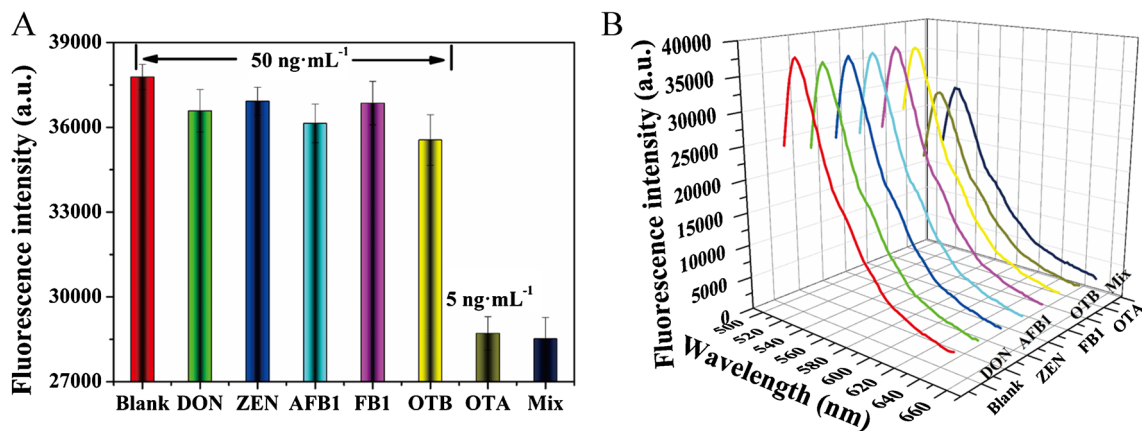 A
Fluorescence intensity (a.u.)
39000
36000
33000
30000
27000
50 ng·mL⁻¹
5 ng·mL⁻¹
Blank DON ZEN AFB1 FB1 OTB OTA Mix
B
Fluorescence intensity (a.u.)
40000
35000
30000
25000
20000
15000
10000
5000
0
500
520
540
560
580
600
620
640
660
Wavelength (nm)
Blank
DON
ZEN
AFB1
FB1
OTB
OTA
Mix